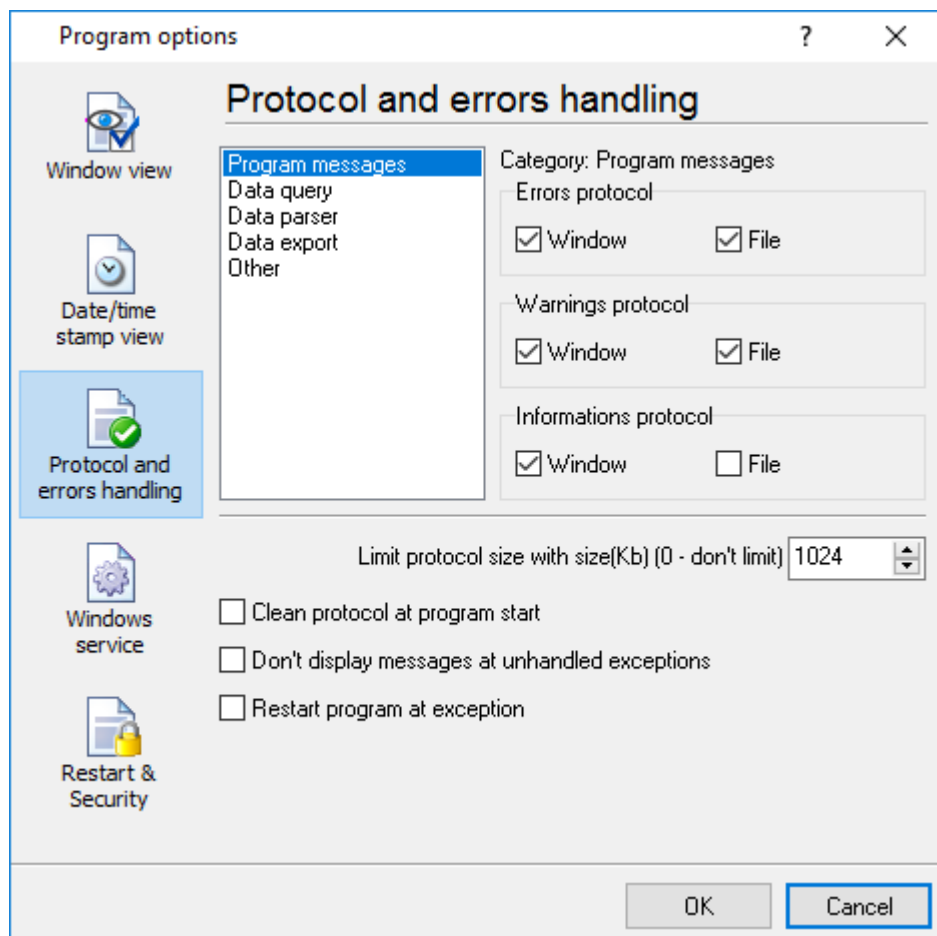 Program options
?
Window view
Date/time
stamp view
Protocol and
errors handling
Windows
service
Restart &
Security
Protocol and errors handling
Program messages
Data query
Data parser
Data export
Other
Category: Program messages
Errors protocol
Window File
Warnings protocol
Window File
Informations protocol
Window File
Limit protocol size with size(Kb) (0 - don't limit) 1024
Clean protocol at program start
Don't display messages at unhandled exceptions
Restart program at exception
OK Cancel